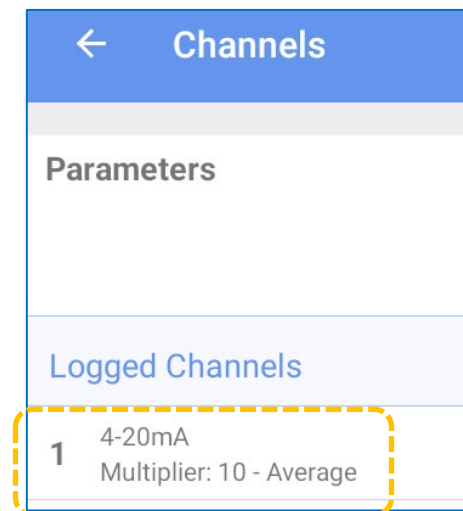 ← Channels
Parameters
Logged Channels
1
4-20mA
Multiplier: 10 - Average